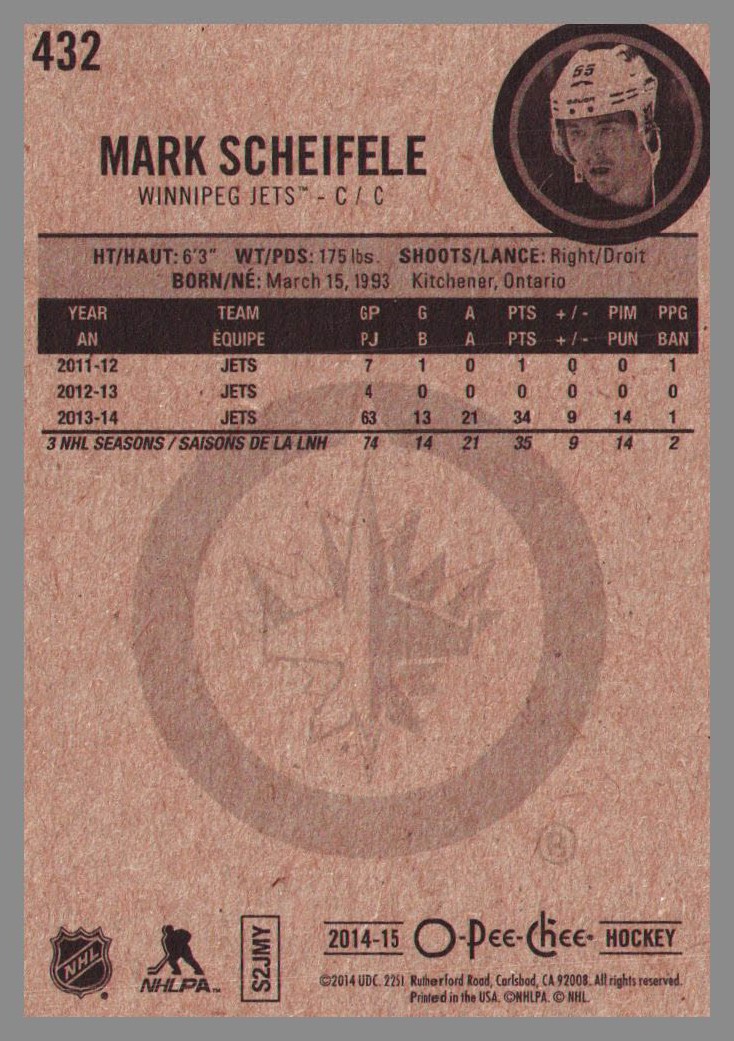 432
55
BAUER
MARK SCHEIFELE
WINNIPEG JETS™ - C / C
HT/HAUT: 6'3" WT/PDS: 175 lbs. SHOOTS/LANCE: Right/Droit
BORN/NÉ: March 15, 1993 Kitchener, Ontario
YEAR TEAM GP G A PTS + / - PIM PPG
AN ÉQUIPE PJ B A PTS + / - PUN BAN
2011-12 JETS 7 1 0 1 0 0 1
2012-13 JETS 4 0 0 0 0 0 0
2013-14 JETS 63 13 21 34 9 14 1
3 NHL SEASONS / SAISONS DE LA LNH 74 14 21 35 9 14 2
®
NHL ®
NHLPA™
S2JMY
2014-15 O-Pee-Chee® HOCKEY
©2014 UDC. 2251 Rutherford Road, Carlsbad, CA 92008. All rights reserved.
Printed in the USA. ©NHLPA. © NHL.